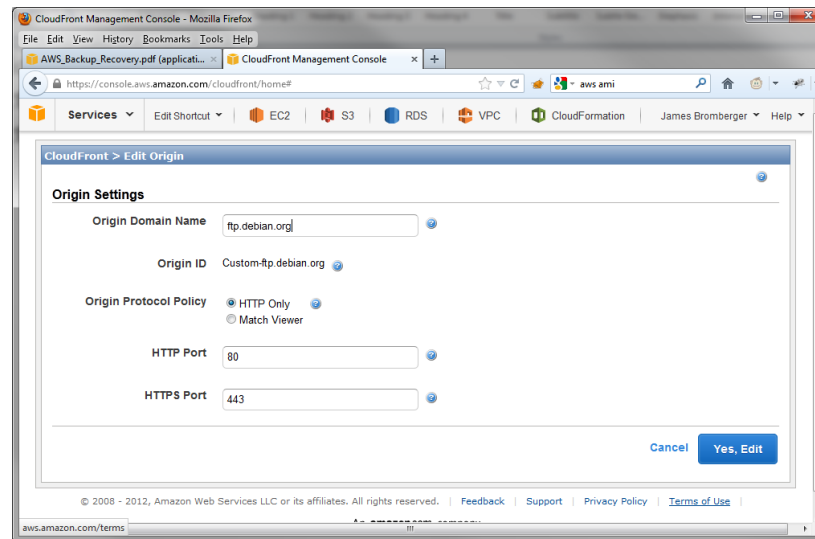 CloudFront Management Console - Mozilla Firefox
File Edit View History Bookmarks Tools Help
AWS_Backup_Recovery.pdf (applicati... × CloudFront Management Console × +
https://console.aws.amazon.com/cloudfront/home# aws ami
Services Edit Shortcut EC2 S3 RDS VPC CloudFormation James Bromberger Help
CloudFront > Edit Origin
Origin Settings
Origin Domain Name ftp.debian.org
Origin ID Custom-ftp.debian.org
Origin Protocol Policy HTTP Only
Match Viewer
HTTP Port 80
HTTPS Port 443
Cancel Yes, Edit
© 2008 - 2012, Amazon Web Services LLC or its affiliates. All rights reserved. | Feedback | Support | Privacy Policy | Terms of Use |
aws.amazon.com/terms